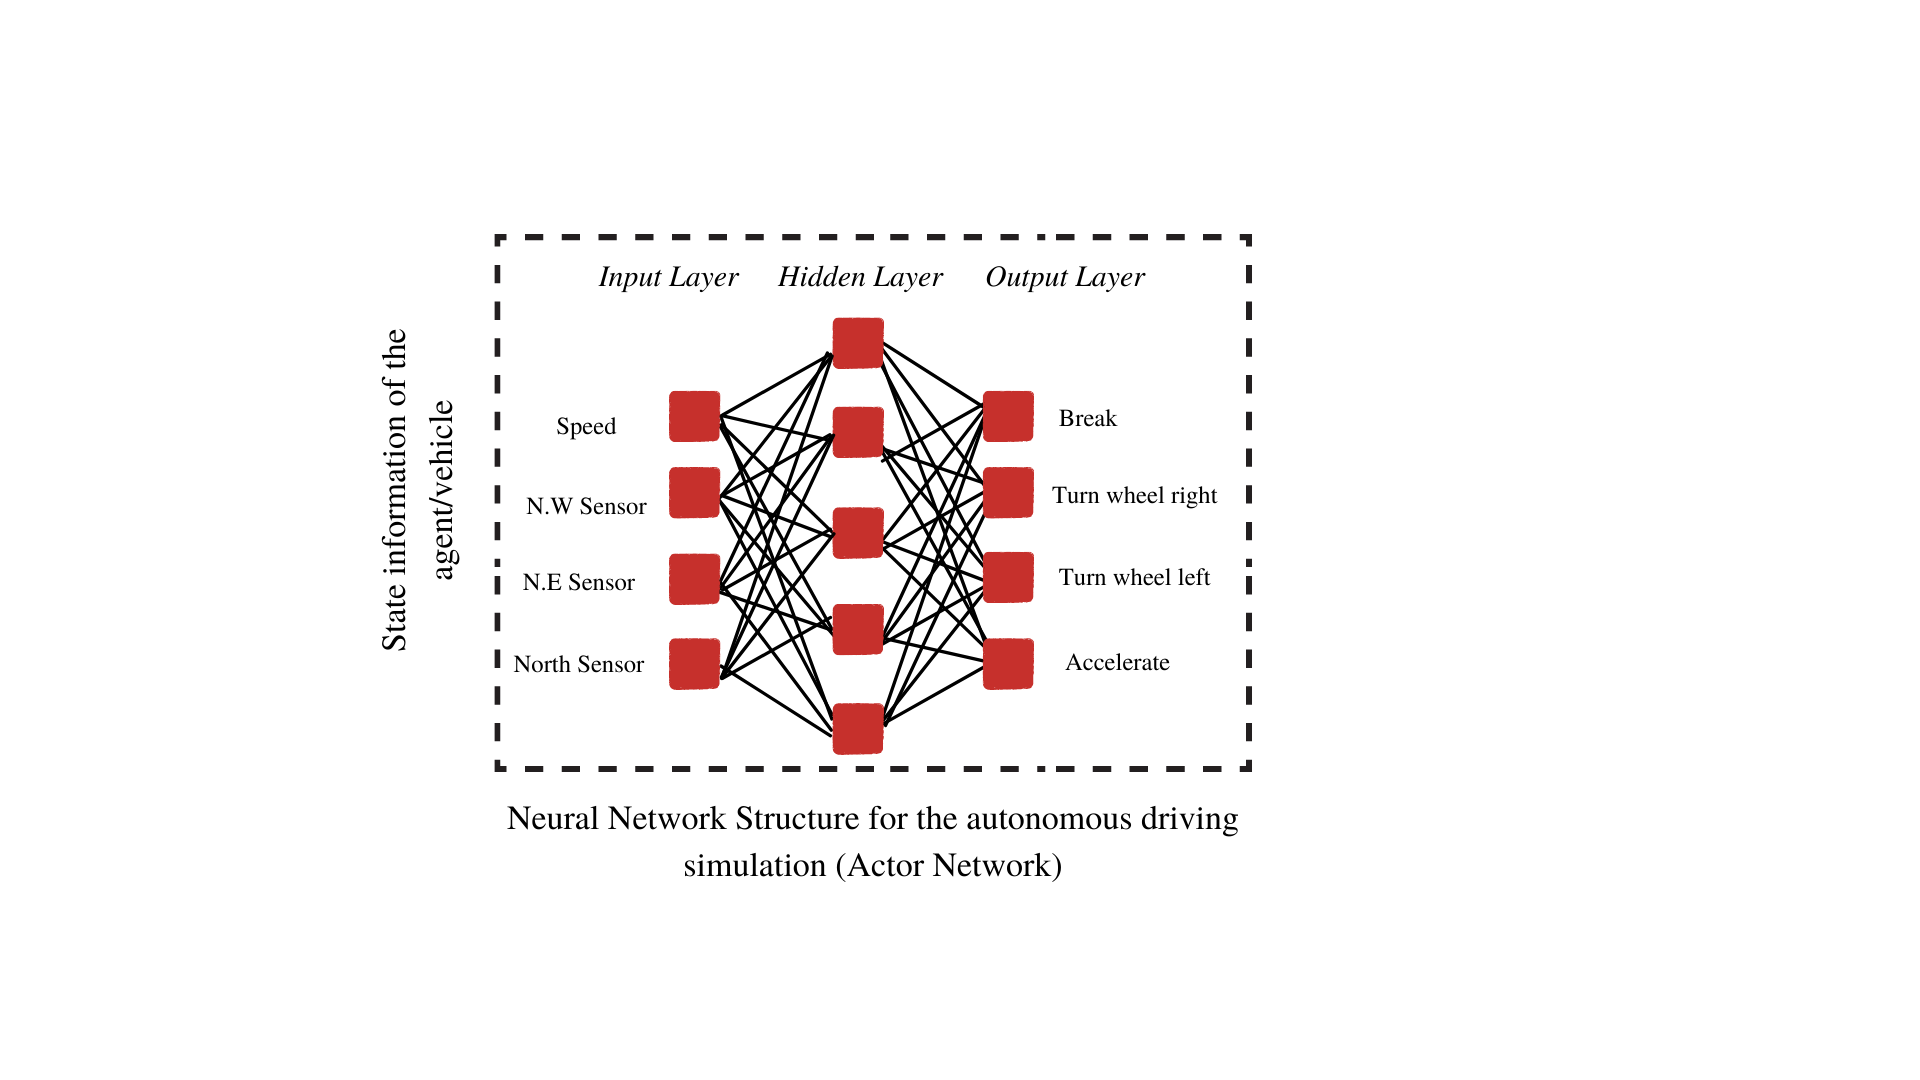 State information of the
agent/vehicle
Input Layer
Hidden Layer
Output Layer
Speed
N.W Sensor
N.E Sensor
North Sensor
Break
Turn wheel right
Turn wheel left
Accelerate
Neural Network Structure for the autonomous driving
simulation (Actor Network)